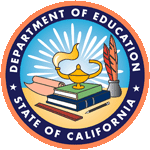 DEPARTMENT OF EDUCATION
STATE OF CALIFORNIA